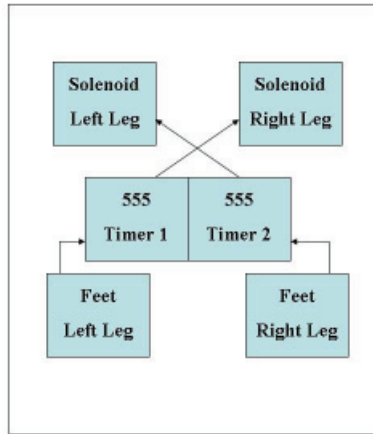 Solenoid
Left Leg
Solenoid
Right Leg
555
Timer 1
555
Timer 2
Feet
Left Leg
Feet
Right Leg